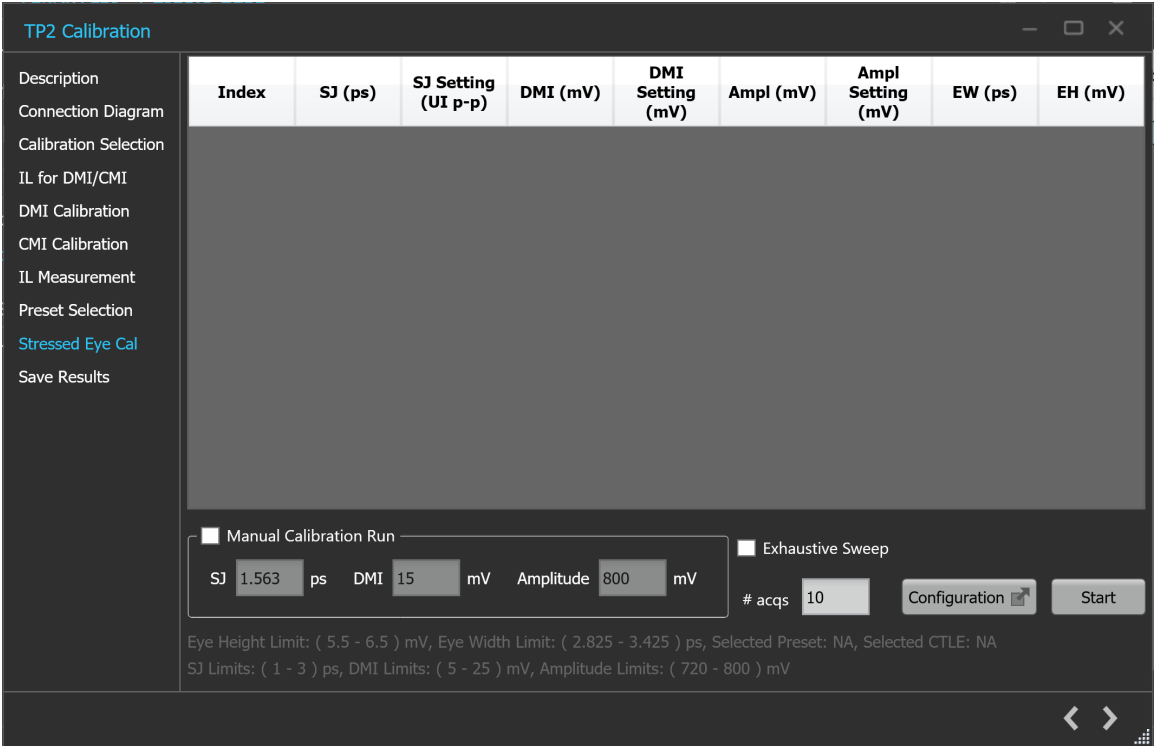 TP2 Calibration
Description
Connection Diagram
Calibration Selection
IL for DMI/CMI
DMI Calibration
CMI Calibration
IL Measurement
Preset Selection
Stressed Eye Cal
Save Results
Index
SJ (ps)
SJ Setting
(UI p-p)
DMI (mV)
DMI
Setting
(mV)
Ampl (mV)
Ampl
Setting
(mV)
EW (ps)
EH (mV)
Manual Calibration Run
SJ 1.563 ps DMI 15 mV Amplitude 800 mV
Exhaustive Sweep
# acqs 10
Configuration
Start
Eye Height Limit: ( 5.5 - 6.5 ) mV, Eye Width Limit: ( 2.825 - 3.425 ) ps, Selected Preset: NA, Selected CTLE: NA
SJ Limits: ( 1 - 3 ) ps, DMI Limits: ( 5 - 25 ) mV, Amplitude Limits: ( 720 - 800 ) mV